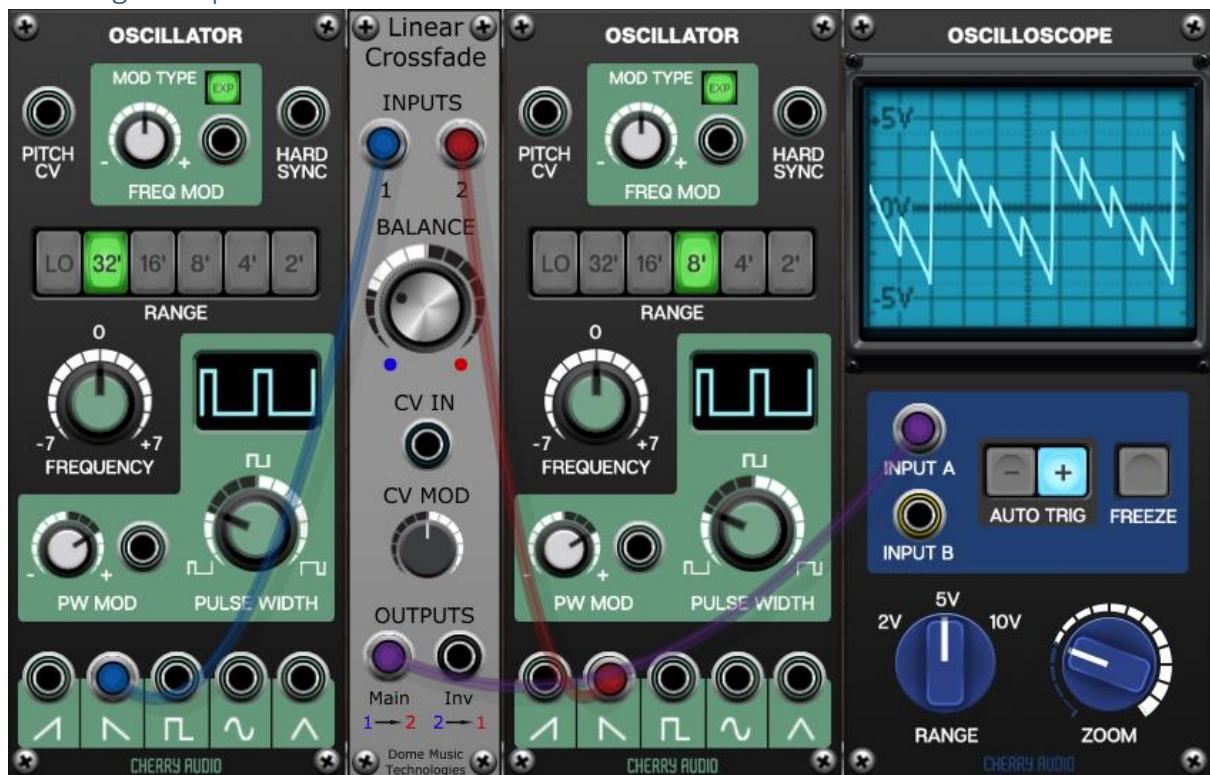 OSCILLATOR
MOD TYPE
EXP
PITCH CV
HARD SYNC
- +
FREQ MOD
LO 32' 16' 8' 4' 2'
RANGE
0
-7 +7
FREQUENCY
- +
PW MOD
PULSE WIDTH
CHERRY AUDIO
Linear
Crossfade
INPUTS
1 2
BALANCE
CV IN
CV MOD
OUTPUTS
Main Inv
1 2 2 1
Dome Music
Technologies
OSCILLATOR
MOD TYPE
EXP
PITCH CV
HARD SYNC
- +
FREQ MOD
LO 32' 16' 8' 4' 2'
RANGE
0
-7 +7
FREQUENCY
- +
PW MOD
PULSE WIDTH
CHERRY AUDIO
OSCILLOSCOPE
+5V
0V
-5V
INPUT A
INPUT B
- +
AUTO TRIG
FREEZE
2V 5V 10V
RANGE
ZOOM
CHERRY AUDIO